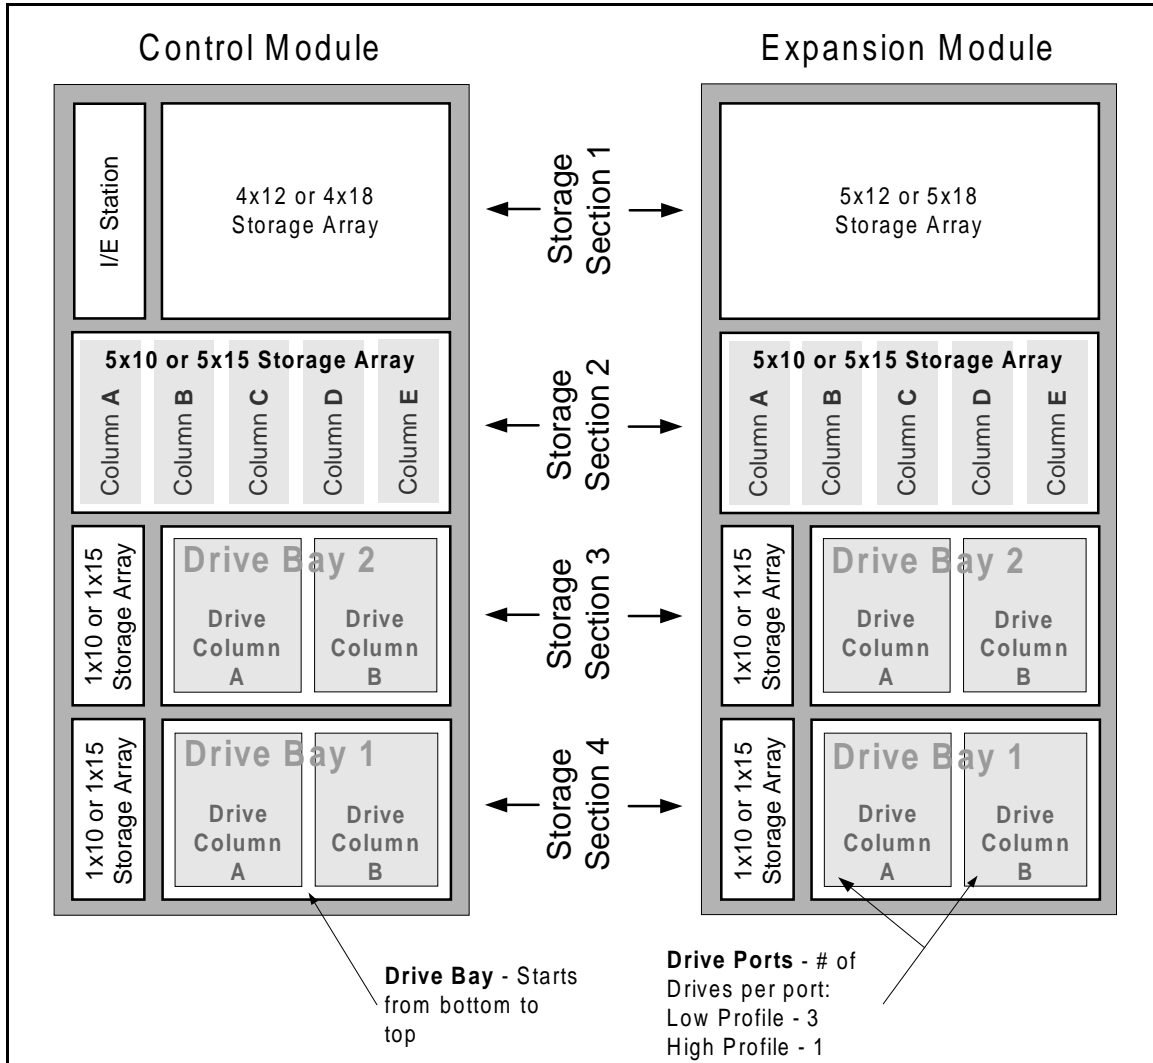 Control Module
Expansion Module
I/E Station
4x12 or 4x18
Storage Array
Storage
Section 1
5x12 or 5x18
Storage Array
5x10 or 5x15 Storage Array
Column A
Column B
Column C
Column D
Column E
Storage
Section 2
5x10 or 5x15 Storage Array
Column A
Column B
Column C
Column D
Column E
1x10 or 1x15
Storage Array
Drive Bay 2
Drive
Column
A
Drive
Column
B
Storage
Section 3
1x10 or 1x15
Storage Array
Drive Bay 2
Drive
Column
A
Drive
Column
B
1x10 or 1x15
Storage Array
Drive Bay 1
Drive
Column
A
Drive
Column
B
Storage
Section 4
1x10 or 1x15
Storage Array
Drive Bay 1
Drive
Column
A
Drive
Column
B
Drive Bay - Starts
from bottom to
top
Drive Ports - # of
Drives per port:
Low Profile - 3
High Profile - 1